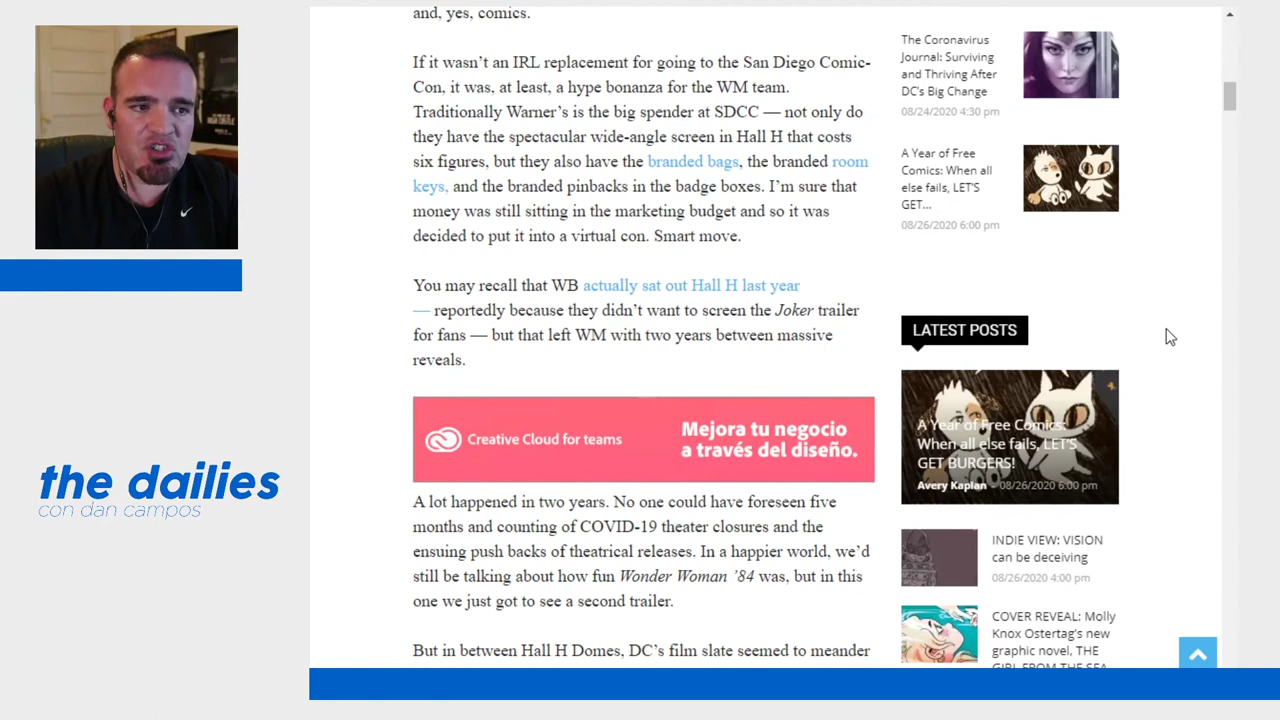 and, yes, comics.
If it wasn't an IRL replacement for going to the San Diego Comic-
Con, it was, at least, a hype bonanza for the WM team.
Traditionally Warner's is the big spender at SDCC — not only do
they have the spectacular wide-angle screen in Hall H that costs
six figures, but they also have the branded bags, the branded room
keys, and the branded pinbacks in the badge boxes. I'm sure that
money was still sitting in the marketing budget and so it was
decided to put it into a virtual con. Smart move.
You may recall that WB actually sat out Hall H last year
— reportedly because they didn't want to screen the Joker trailer
for fans — but that left WM with two years between massive
reveals.
Creative Cloud for teams
Mejora tu negocio
a través del diseño.
A lot happened in two years. No one could have foreseen five
months and counting of COVID-19 theater closures and the
ensuing push backs of theatrical releases. In a happier world, we'd
still be talking about how fun Wonder Woman '84 was, but in this
one we just got to see a second trailer.
But in between Hall H Domes, DC's film slate seemed to meander
The Coronavirus
Journal: Surviving
and Thriving After
DC's Big Change
08/24/2020 4:30 pm
A Year of Free
Comics: When all
else fails, LET'S
GET...
08/26/2020 6:00 pm
LATEST POSTS
A Year of Free Comics:
When all else fails, LET'S
GET BURGERS!
Avery Kaplan - 08/26/2020 6:00 pm
INDIE VIEW: VISION
can be deceiving
08/26/2020 4:00 pm
COVER REVEAL: Molly
Knox Ostertag's new
graphic novel, THE
GIRL FROM THE SEA
the dailies
con dan campos